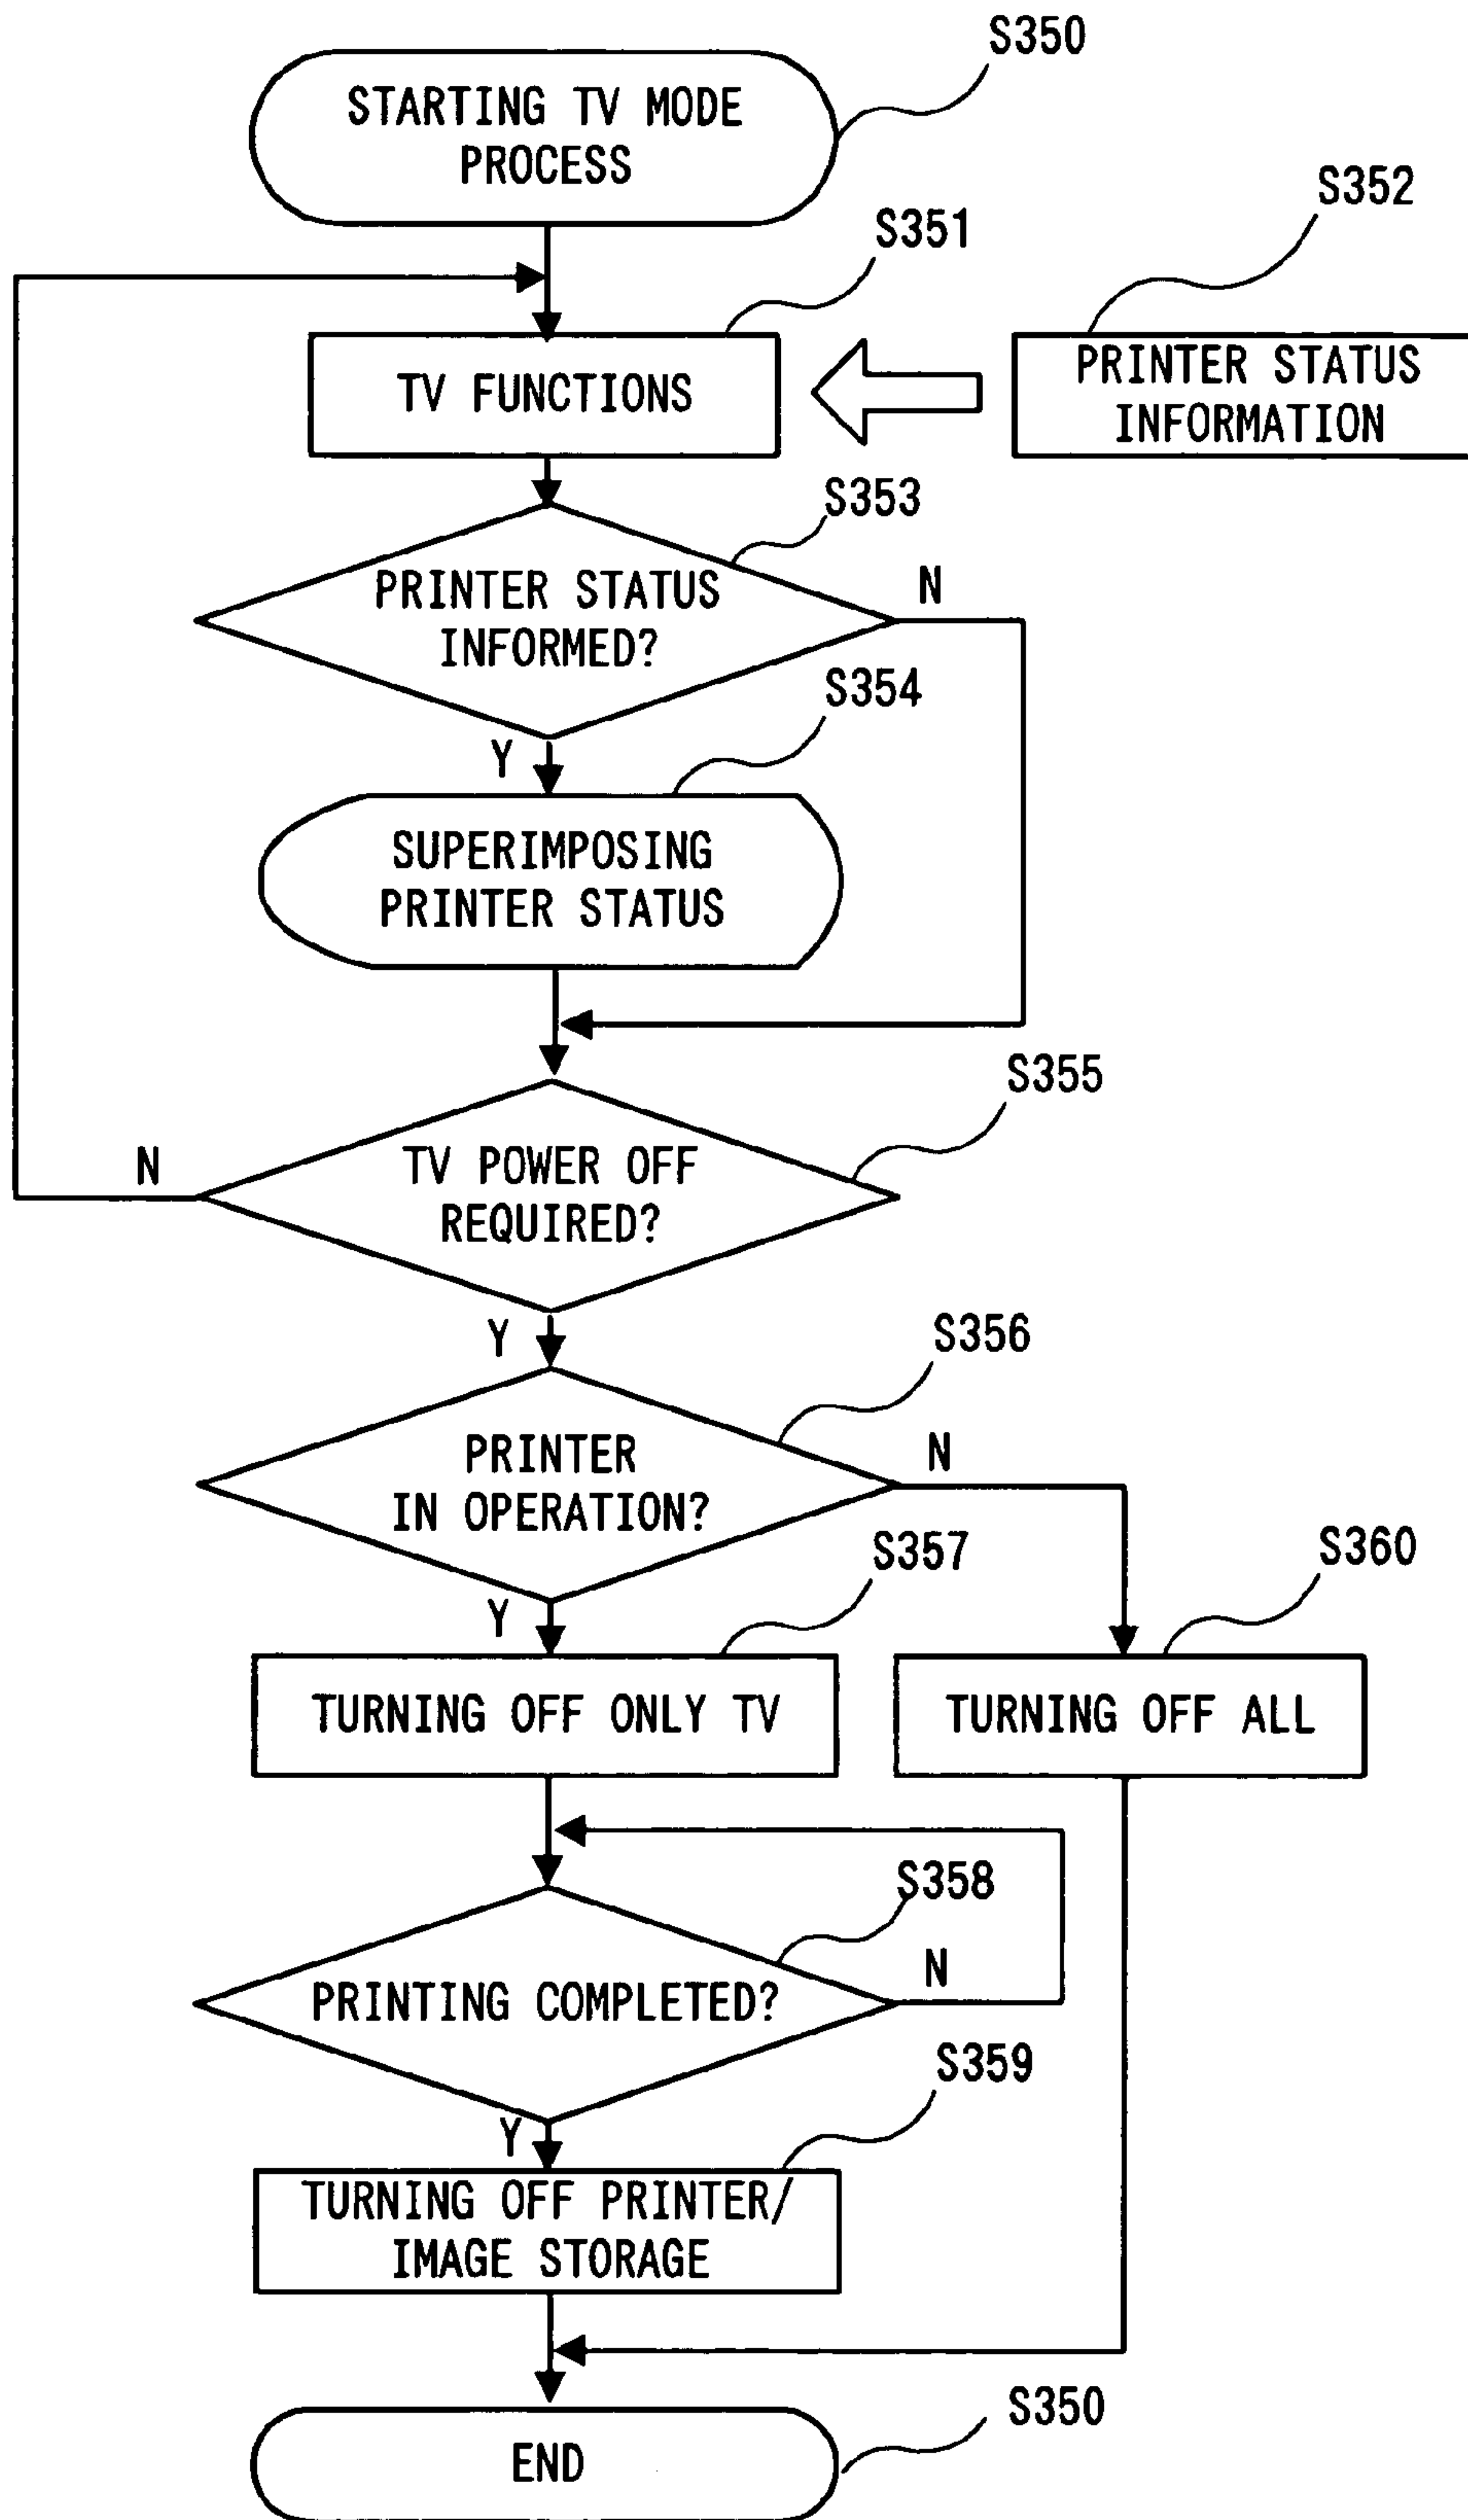 S350
STARTING TV MODE
PROCESS
S352
S351
TV FUNCTIONS
PRINTER STATUS
INFORMATION
S353
PRINTER STATUS
INFORMED?
N
S354
Y
SUPERIMPOSING
PRINTER STATUS
S355
N
TV POWER OFF
REQUIRED?
Y
S356
PRINTER
IN OPERATION?
N
S357
S360
Y
TURNING OFF ONLY TV
TURNING OFF ALL
S358
N
PRINTING COMPLETED?
S359
Y
TURNING OFF PRINTER/
IMAGE STORAGE
S350
END